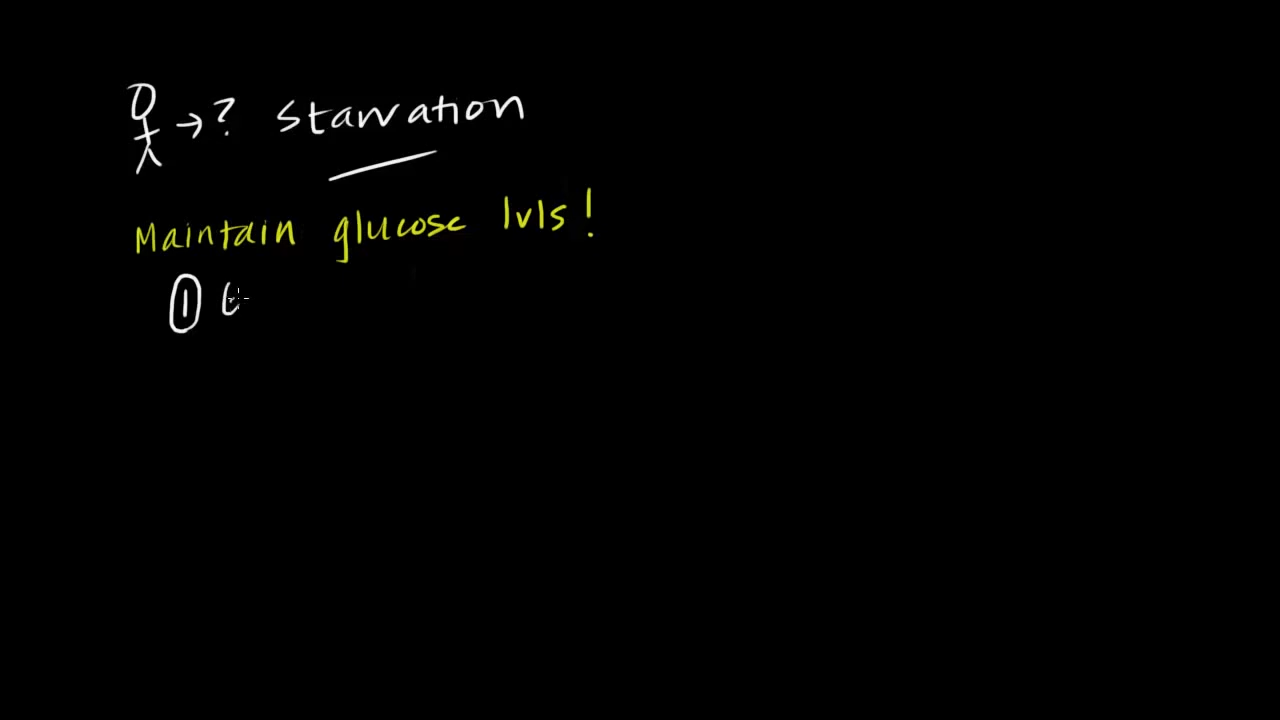 →? starvation
Maintain glucose lvls!
①